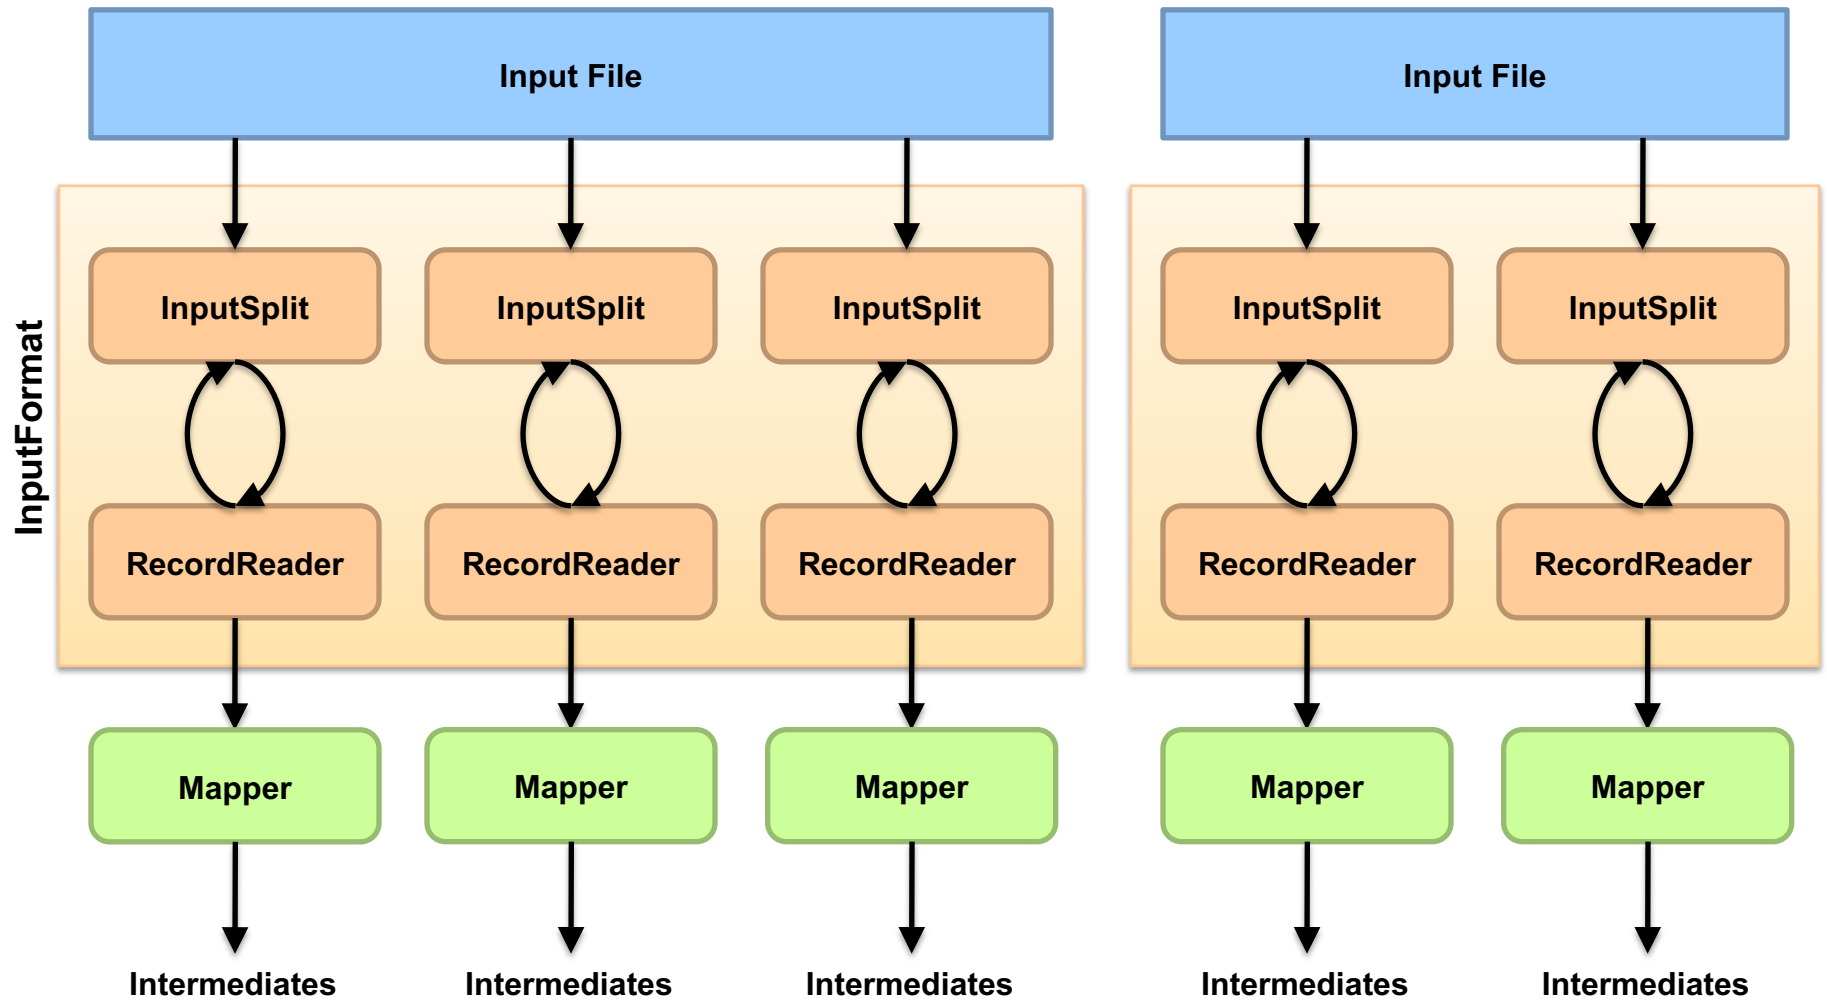 Input File
Input File
InputFormat
InputSplit
InputSplit
InputSplit
InputSplit
InputSplit
RecordReader
RecordReader
RecordReader
RecordReader
RecordReader
Mapper
Mapper
Mapper
Mapper
Mapper
Intermediates
Intermediates
Intermediates
Intermediates
Intermediates